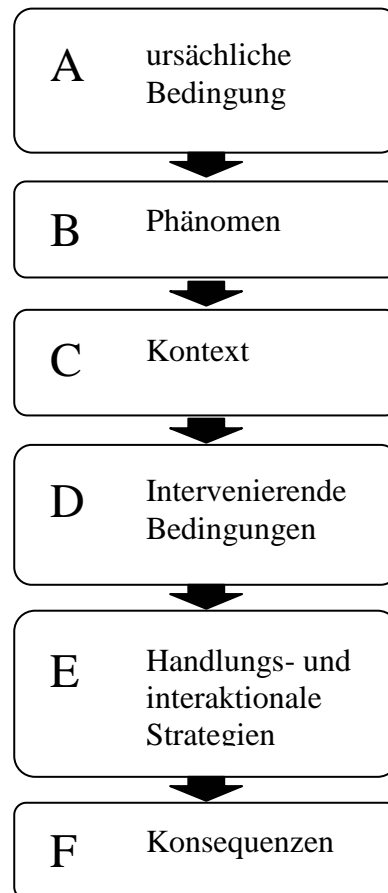 A ursächliche
Bedingung
B Phänomen
C Kontext
D Intervenierende
Bedingungen
E Handlungs- und
interaktionale
Strategien
F Konsequenzen